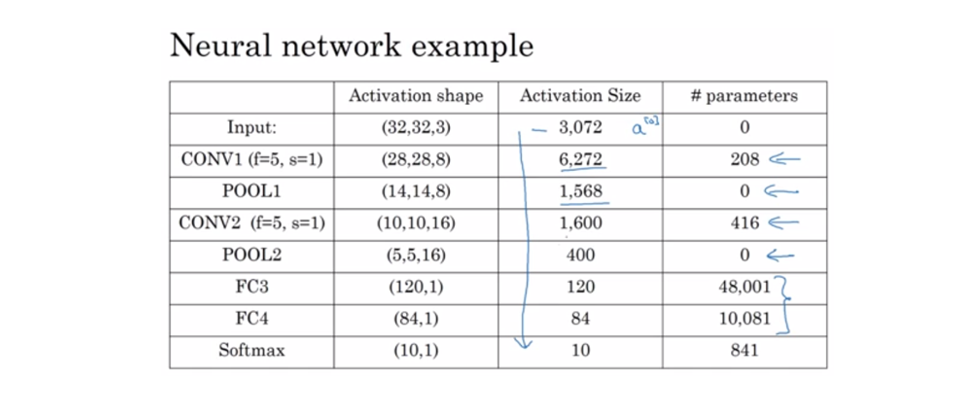 Neural network example
Activation shape Activation Size # parameters
Input: (32,32,3) 3,072 a[0] 0
CONV1 (f=5, s=1) (28,28,8) 6,272 208
POOL1 (14,14,8) 1,568 0
CONV2 (f=5, s=1) (10,10,16) 1,600 416
POOL2 (5,5,16) 400 0
FC3 (120,1) 120 48,001
FC4 (84,1) 84 10,081
Softmax (10,1) 10 841